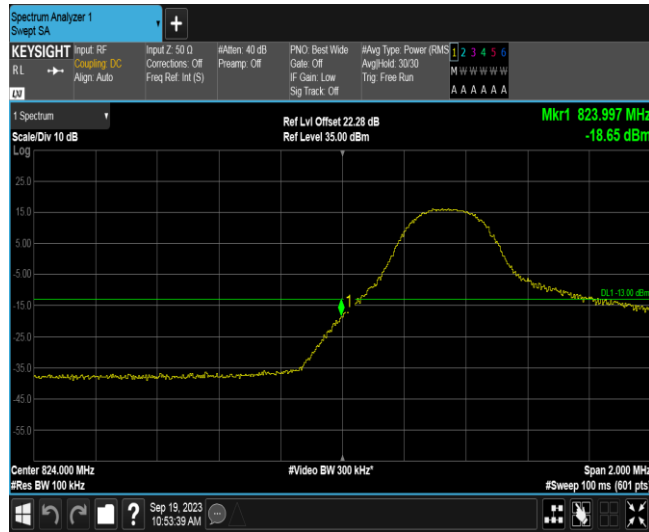 Spectrum Analyzer 1
Swept SA
+
KEYSIGHT Input: RF Input Z: 50 Ω #Atten: 40 dB PNO: Best Wide #Avg Type: Power (RMS 1 2 3 4 5 6
RL Coupling: DC Corrections: Off Preamp: Off Gate: Off Avg|Hold: 30/30 M W W W W W
Align: Auto Freq Ref: Int (S) IF Gain: Low Trig: Free Run
Sig Track: Off A A A A A A
LXI
1 Spectrum Ref Lvl Offset 22.28 dB Mkr1 823.997 MHz
Scale/Div 10 dB Ref Level 35.00 dBm -18.65 dBm
Log
25.0
15.0
5.00
-5.00
DL1 -13.00 dBm
1
-15.0
-25.0
-35.0
-45.0
-55.0
Center 824.000 MHz #Video BW 300 kHz* Span 2.000 MHz
#Res BW 100 kHz #Sweep 100 ms (601 pts)
? Sep 19, 2023
10:53:39 AM